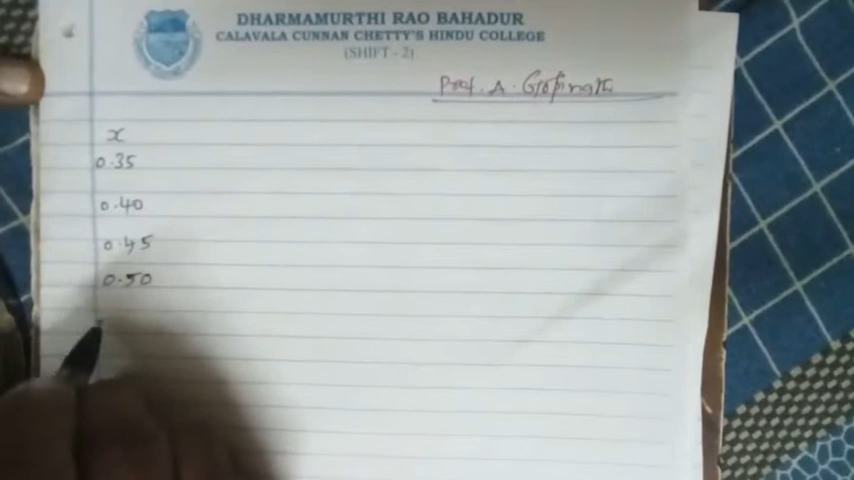 DHARMAMURTHI RAO BAHADUR
CALAVALA CUNNAN CHETTY'S HINDU COLLEGE
(SHIFT - 2)
Prof. A. Gopinath
x
0.35
0.40
0.45
0.50